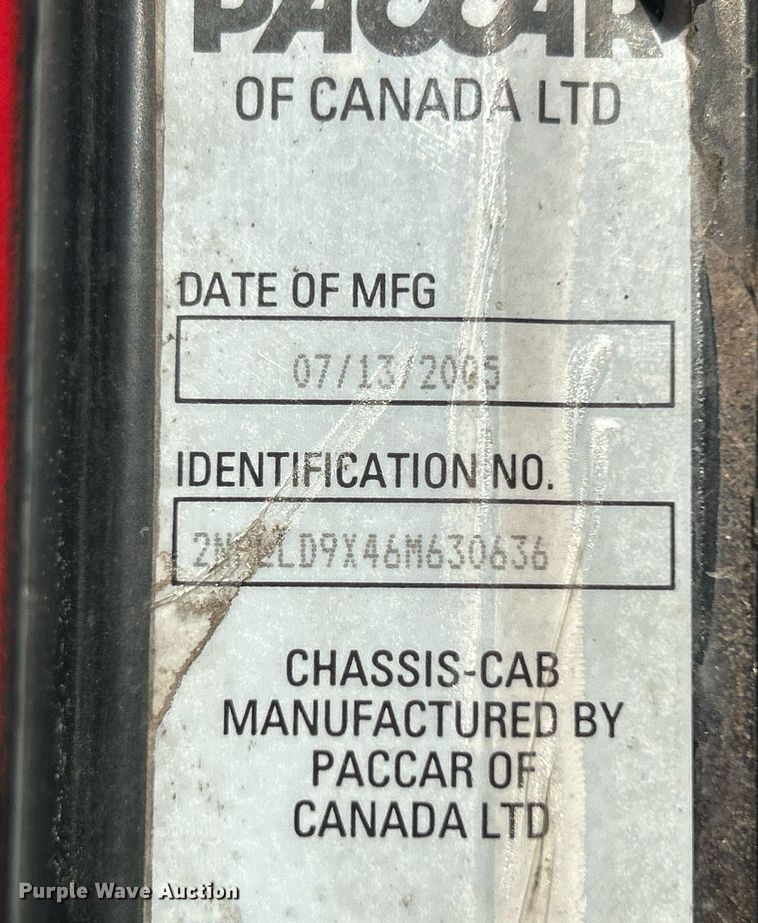 PACCAR
OF CANADA LTD
DATE OF MFG
07/13/2005
IDENTIFICATION NO.
CHASSIS-CAB
MANUFACTURED BY
PACCAR OF
CANADA LTD
Purple Wave Auction